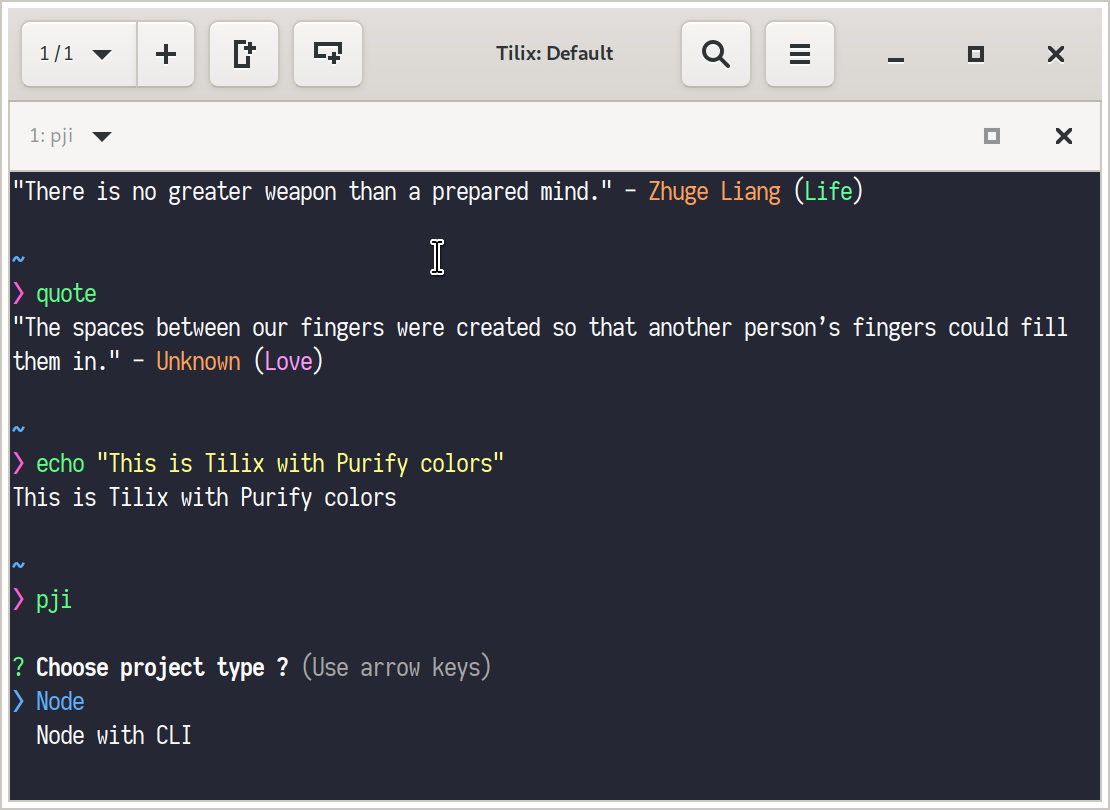 1 / 1
Tilix: Default
1: pji
"There is no greater weapon than a prepared mind." – Zhuge Liang (Life)
~
❯ quote
"The spaces between our fingers were created so that another person’s fingers could fill
them in." – Unknown (Love)
~
❯ echo "This is Tilix with Purify colors"
This is Tilix with Purify colors
~
❯ pji
? Choose project type ? (Use arrow keys)
❯ Node
Node with CLI